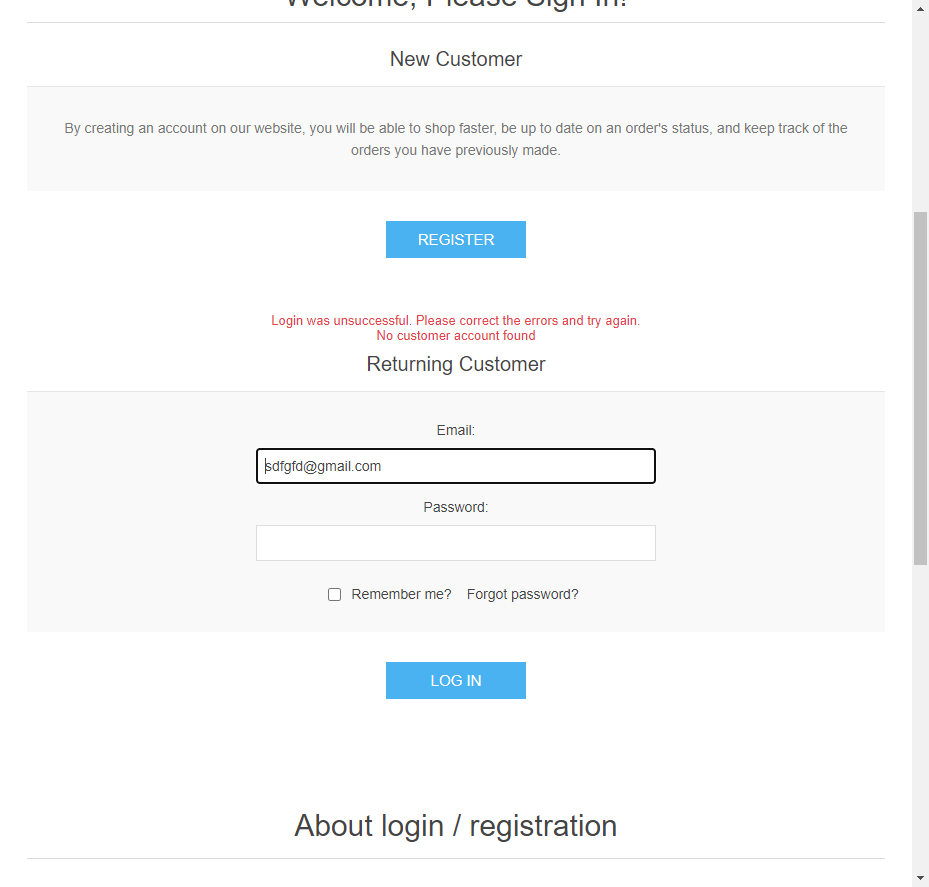 Welcome, Please Sign In!
New Customer
By creating an account on our website, you will be able to shop faster, be up to date on an order's status, and keep track of the
orders you have previously made.
REGISTER
Login was unsuccessful. Please correct the errors and try again.
No customer account found
Returning Customer
Email:
sdfgfd@gmail.com
Password:
Remember me? Forgot password?
LOG IN
About login / registration